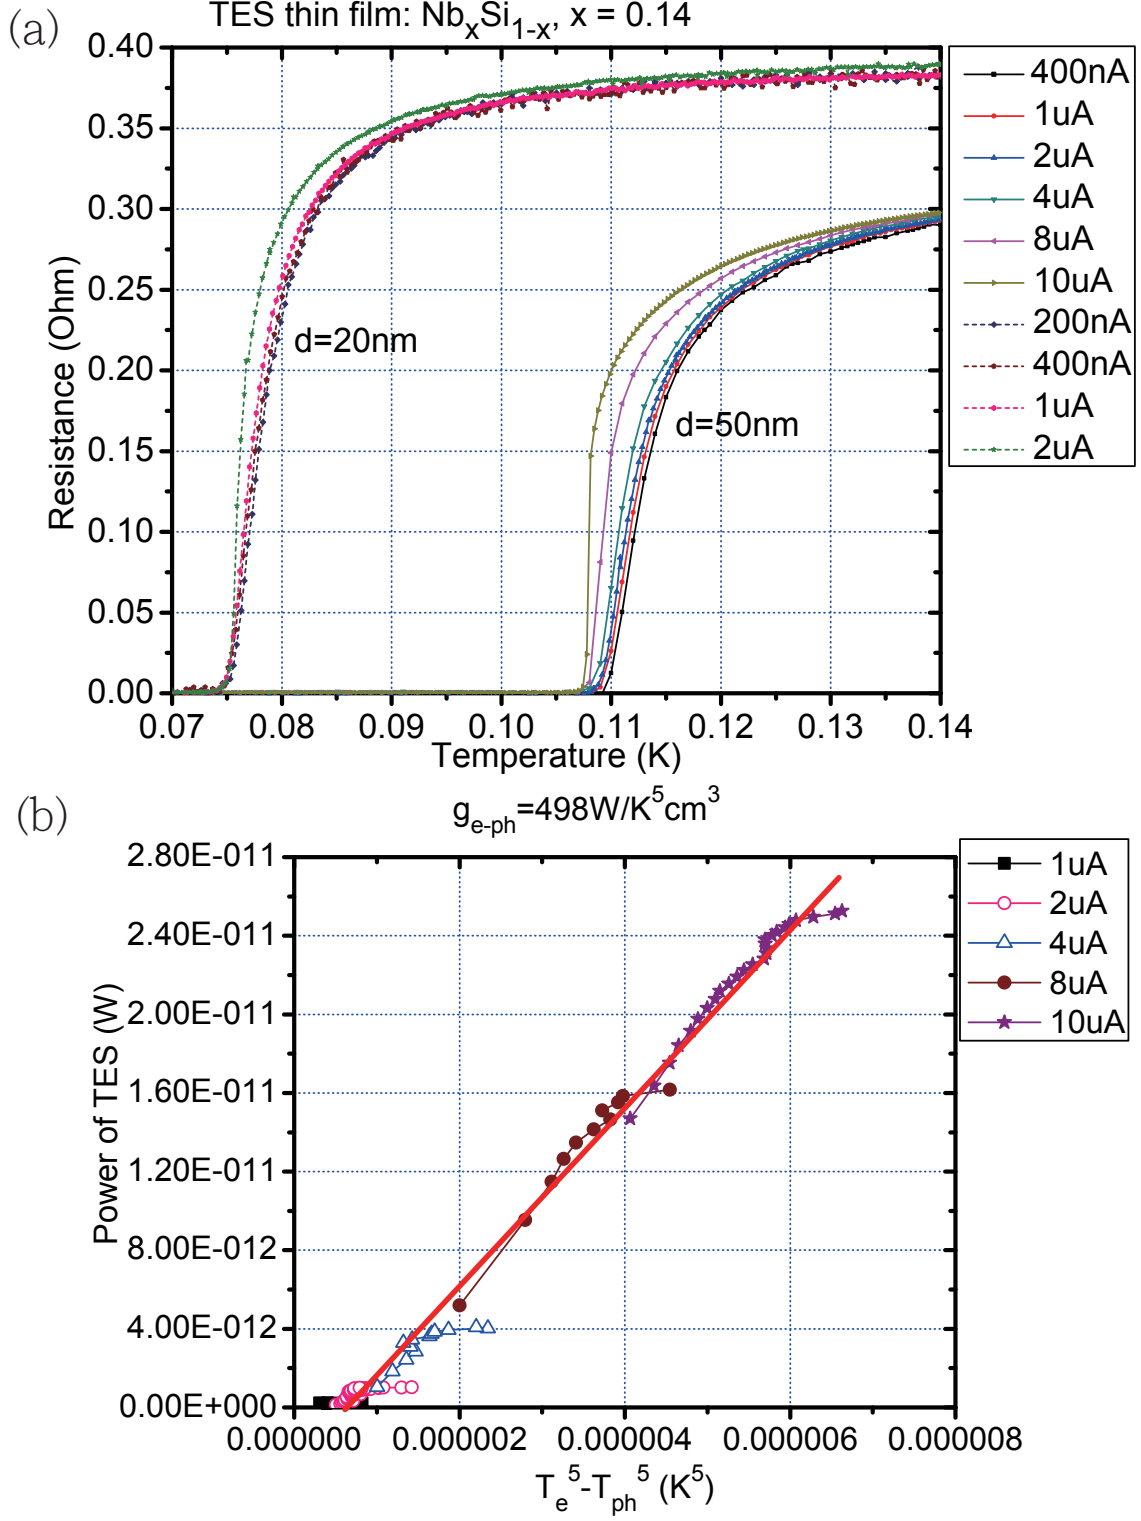 (a)
TES thin film: NbxSi1-x, x = 0.14
0.40
0.35
0.30
0.25
0.20
0.15
0.10
0.05
0.00
Resistance (Ohm)
d=20nm
d=50nm
0.07 0.08 0.09 0.10 0.11 0.12 0.13 0.14
Temperature (K)
400nA
1uA
2uA
4uA
8uA
10uA
200nA
400nA
1uA
2uA
(b)
ge-ph=498W/K5cm3
2.80E-011
2.40E-011
2.00E-011
1.60E-011
1.20E-011
8.00E-012
4.00E-012
0.00E+000
Power of TES (W)
0.000000 0.000002 0.000004 0.000006 0.000008
Te5-Tph5 (K5)
1uA
2uA
4uA
8uA
10uA